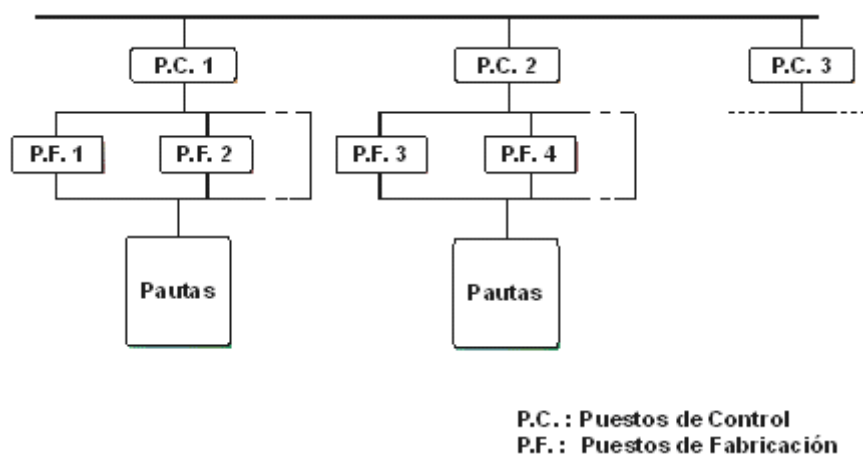 P.C. 1 P.C. 2 P.C. 3
P.F. 1 P.F. 2 P.F. 3 P.F. 4
Pautas Pautas
P.C. : Puestos de Control
P.F. : Puestos de Fabricación